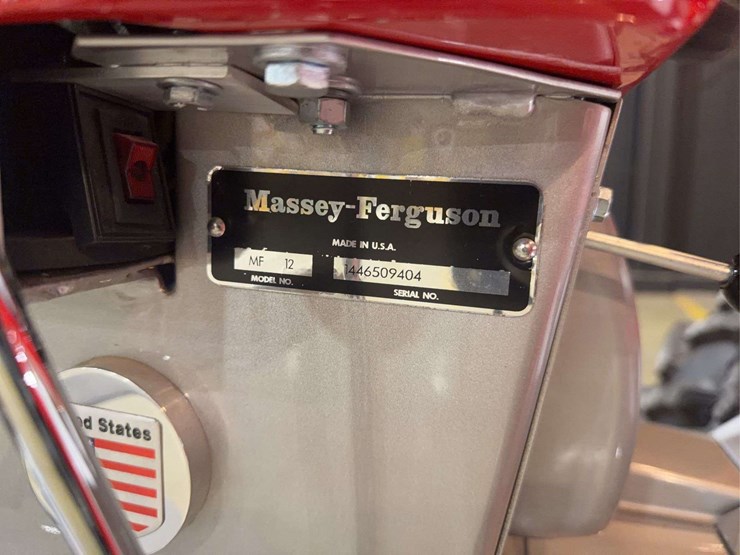 Massey-Ferguson
MADE IN U.S.A.
MF 12
1446509404
MODEL NO.
SERIAL NO.
States